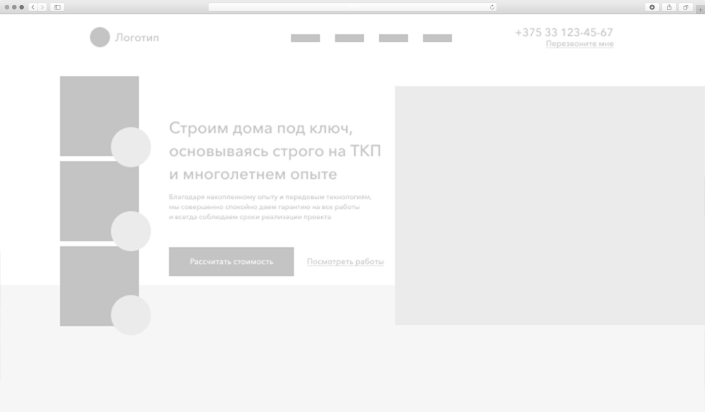 Логотип
+375 33 123-45-67
Перезвоните мне
Строим дома под ключ,
основываясь строго на ТКП
и многолетнем опыте
Благодаря накопленному опыту и передовым технологиям,
мы совершенно спокойно даем гарантию на все работы
и всегда соблюдаем сроки реализации проекта
Рассчитать стоимость
Посмотреть работы